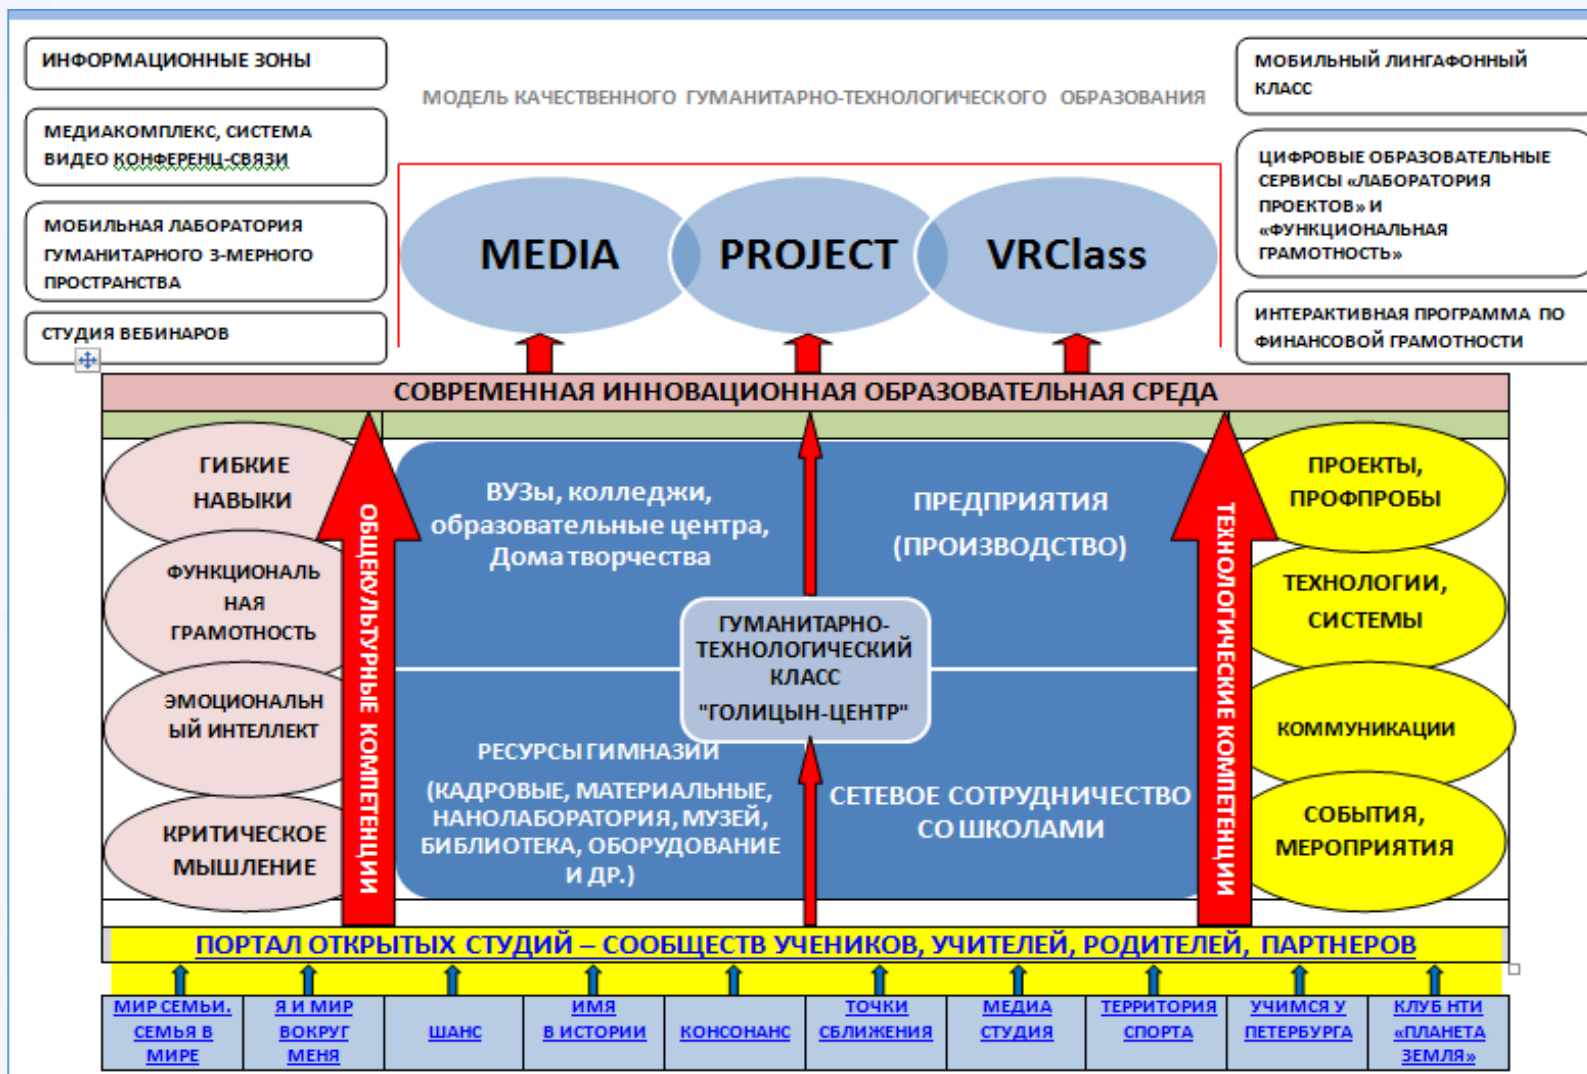 ИНФОРМАЦИОННЫЕ ЗОНЫ
МЕДИАКОМПЛЕКС, СИСТЕМА
ВИДЕО КОНФЕРЕНЦ-СВЯЗИ
МОБИЛЬНАЯ ЛАБОРАТОРИЯ
ГУМАНИТАРНОГО 3-МЕРНОГО
ПРОСТРАНСТВА
СТУДИЯ ВЕБИНАРОВ
МОДЕЛЬ КАЧЕСТВЕННОГО ГУМАНИТАРНО-ТЕХНОЛОГИЧЕСКОГО ОБРАЗОВАНИЯ
MEDIA
PROJECT
VRClass
МОБИЛЬНЫЙ ЛИНГАФОННЫЙ
КЛАСС
ЦИФРОВЫЕ ОБРАЗОВАТЕЛЬНЫЕ
СЕРВИСЫ «ЛАБОРАТОРИЯ
ПРОЕКТОВ» И
«ФУНКЦИОНАЛЬНАЯ
ГРАМОТНОСТЬ»
ИНТЕРАКТИВНАЯ ПРОГРАММА ПО
ФИНАНСОВОЙ ГРАМОТНОСТИ
СОВРЕМЕННАЯ ИННОВАЦИОННАЯ ОБРАЗОВАТЕЛЬНАЯ СРЕДА
ГИБКИЕ
НАВЫКИ
ФУНКЦИОНАЛЬ
НАЯ
ГРАМОТНОСТЬ
ЭМОЦИОНАЛЬН
ЫЙ ИНТЕЛЛЕКТ
КРИТИЧЕСКОЕ
МЫШЛЕНИЕ
ОБЩЕКУЛЬТУРНЫЕ КОМПЕТЕНЦИИ
ВУЗы, колледжи,
образовательные центра,
Дома творчества
ПРЕДПРИЯТИЯ
(ПРОИЗВОДСТВО)
ГУМАНИТАРНО-
ТЕХНОЛОГИЧЕСКИЙ
КЛАСС
"ГОЛИЦЫН-ЦЕНТР"
РЕСУРСЫ ГИМНАЗИИ
(КАДРОВЫЕ, МАТЕРИАЛЬНЫЕ,
НАНОЛАБОРАТОРИЯ, МУЗЕЙ,
БИБЛИОТЕКА, ОБОРУДОВАНИЕ
И ДР.)
СЕТЕВОЕ СОТРУДНИЧЕСТВО
СО ШКОЛАМИ
ТЕХНОЛОГИЧЕСКИЕ КОМПЕТЕНЦИИ
ПРОЕКТЫ,
ПРОФПРОБЫ
ТЕХНОЛОГИИ,
СИСТЕМЫ
КОММУНИКАЦИИ
СОБЫТИЯ,
МЕРОПРИЯТИЯ
ПОРТАЛ ОТКРЫТЫХ СТУДИЙ – СООБЩЕСТВ УЧЕНИКОВ, УЧИТЕЛЕЙ, РОДИТЕЛЕЙ, ПАРТНЕРОВ
МИР СЕМЬИ.
СЕМЬЯ В
МИРЕ
Я И МИР
ВОКРУГ
МЕНЯ
ШАНС
ИМЯ
В ИСТОРИИ
КОНСОНАНС
ТОЧКИ
СБЛИЖЕНИЯ
МЕДИА
СТУДИЯ
ТЕРРИТОРИЯ
СПОРТА
УЧИМСЯ У
ПЕТЕРБУРГА
КЛУБ НТИ
«ПЛАНЕТА
ЗЕМЛЯ»